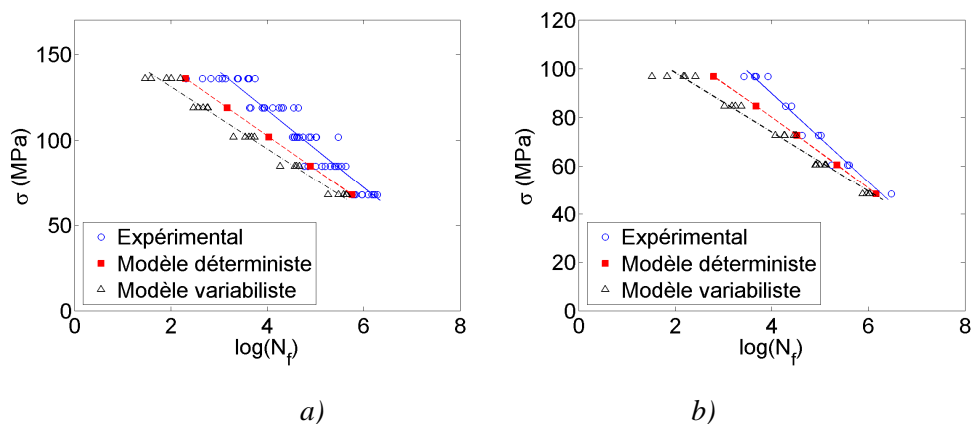 150
100
50
0
σ (MPa)
Expérimental
Modèle déterministe
Modèle variabiliste
0 2 4 6 8
log(N_f)
a)
120
100
80
60
40
20
0
σ (MPa)
Expérimental
Modèle déterministe
Modèle variabiliste
0 2 4 6 8
log(N_f)
b)